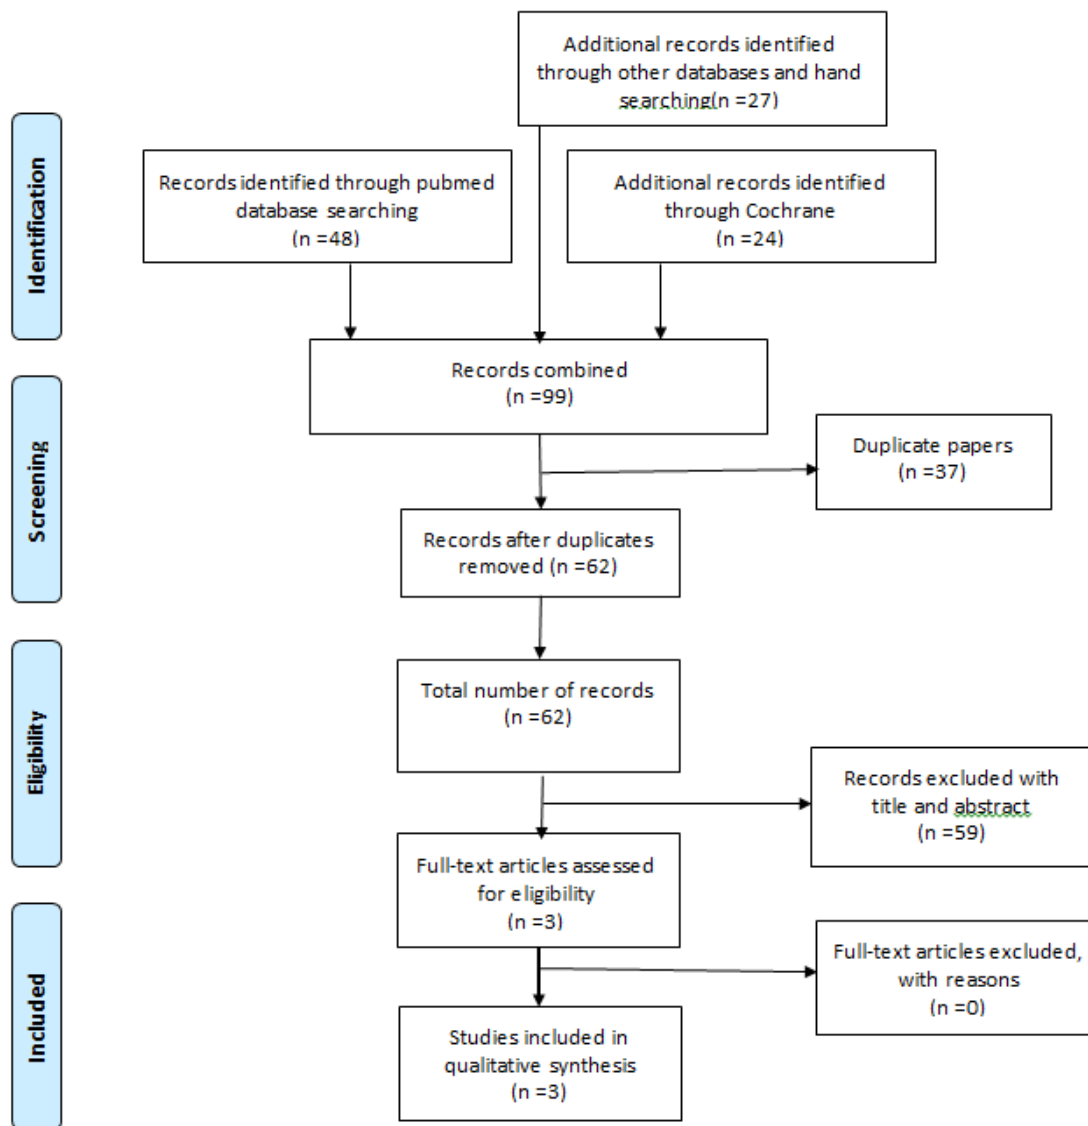 Additional records identified
through other databases and hand
searching(n =27)
Identification
Records identified through pubmed
database searching
(n =48)
Additional records identified
through Cochrane
(n =24)
Records combined
(n =99)
Screening
Duplicate papers
(n =37)
Records after duplicates
removed (n =62)
Eligibility
Total number of records
(n =62)
Records excluded with
title and abstract
(n =59)
Full-text articles assessed
for eligibility
(n =3)
Included
Full-text articles excluded,
with reasons
(n =0)
Studies included in
qualitative synthesis
(n =3)